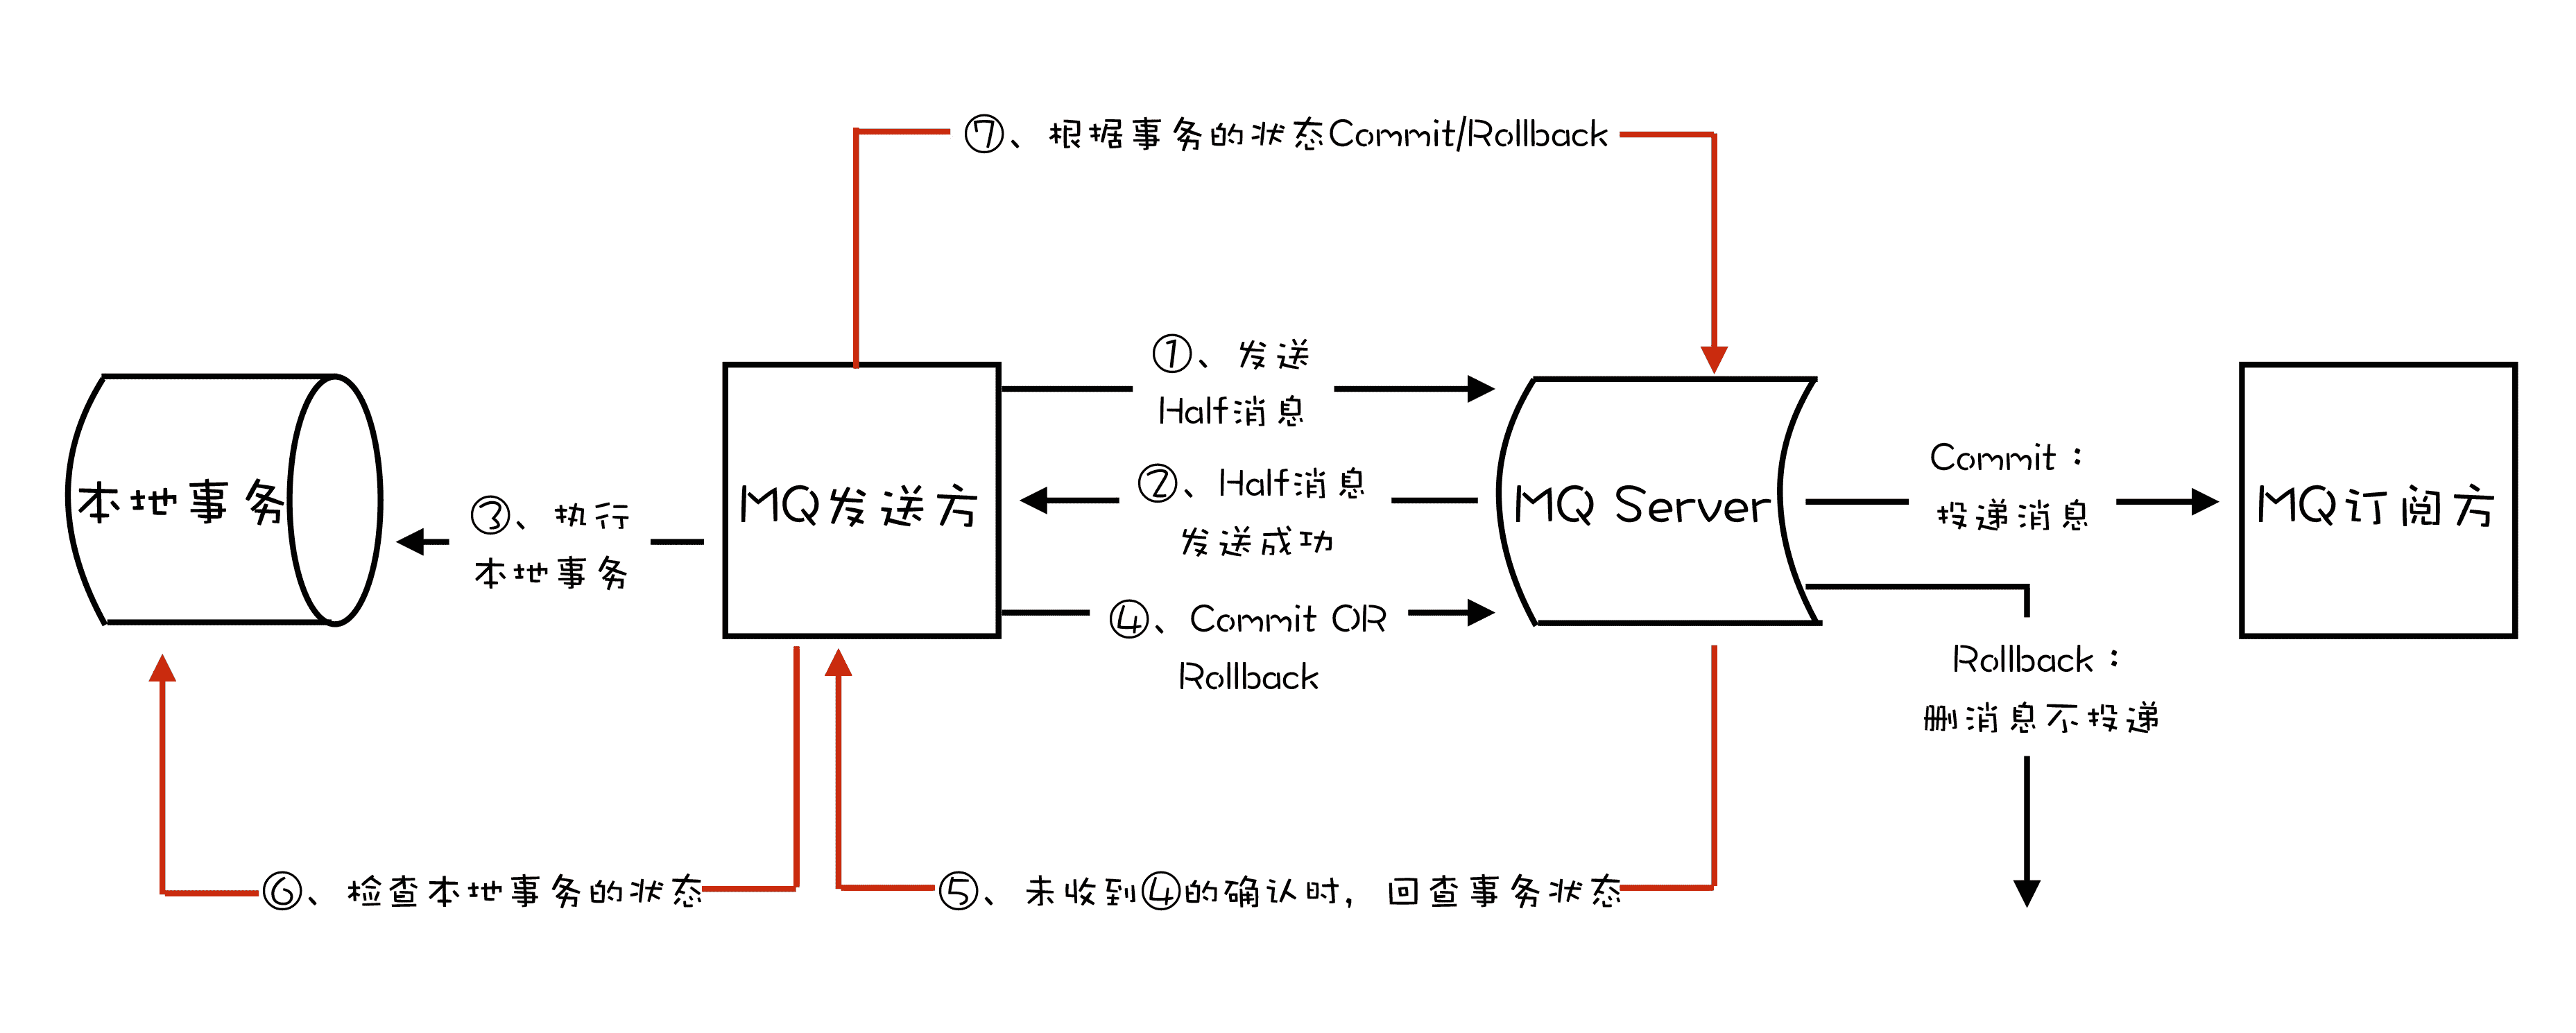 ⑦、根据事务的状态Commit/Rollback
①、发送
Half消息
②、Half消息
发送成功
④、Commit OR
Rollback
③、执行
本地事务
本地事务
MQ发送方
MQ Server
Commit：
投递消息
MQ订阅方
Rollback：
删消息不投递
⑥、检查本地事务的状态
⑤、未收到④的确认时，回查事务状态